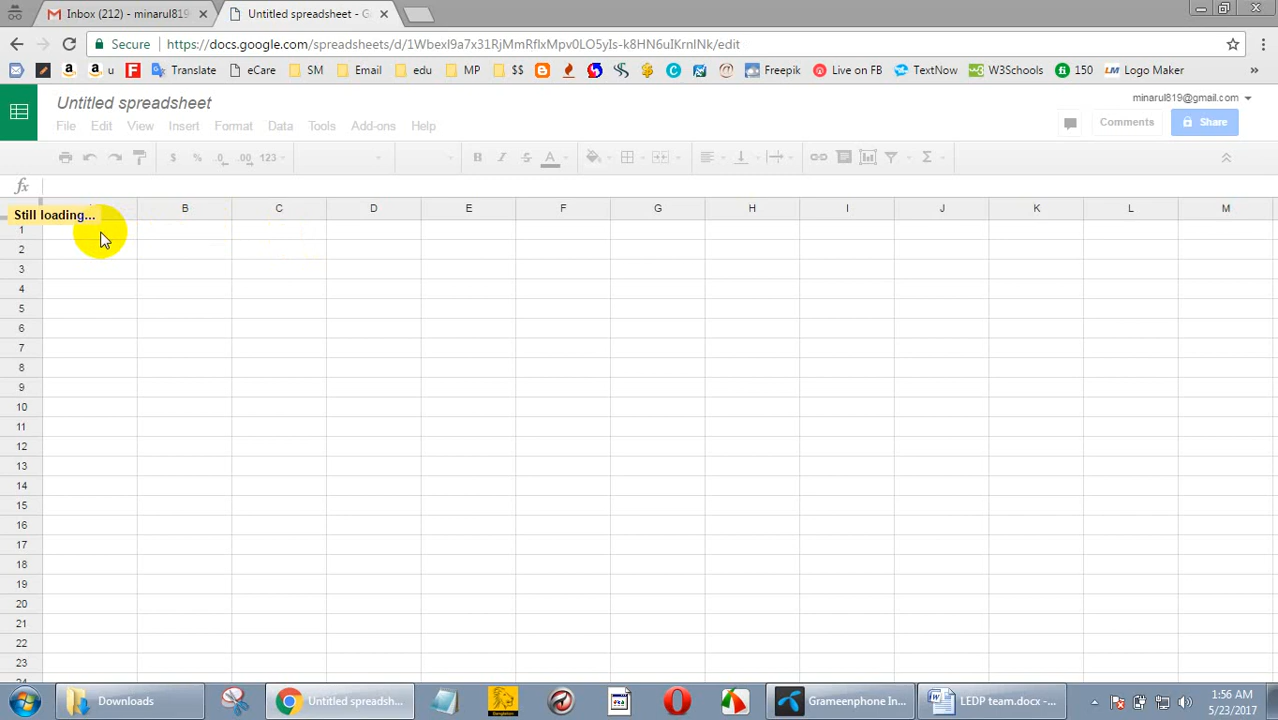 Inbox (212) - minarul819
Untitled spreadsheet - G
Secure https://docs.google.com/spreadsheets/d/1WbexI9a7x31RjMmRflxMpv0LO5yIs-k8HN6uIKrnINk/edit
Translate eCare SM Email edu MP $$ Freepik Live on FB TextNow W3Schools 150 LM Logo Maker »
Untitled spreadsheet
minarul819@gmail.com
File Edit View Insert Format Data Tools Add-ons Help
Comments Share
$ % .0 .00 123 B I S A Σ
fx
Still loading...
B C D E F G H I J K L M
1
2
3
4
5
6
7
8
9
10
11
12
13
14
15
16
17
18
19
20
21
22
23
Downloads Untitled spreadsh... Grameenphone In... LEDP team.docx -...
1:56 AM
5/23/2017